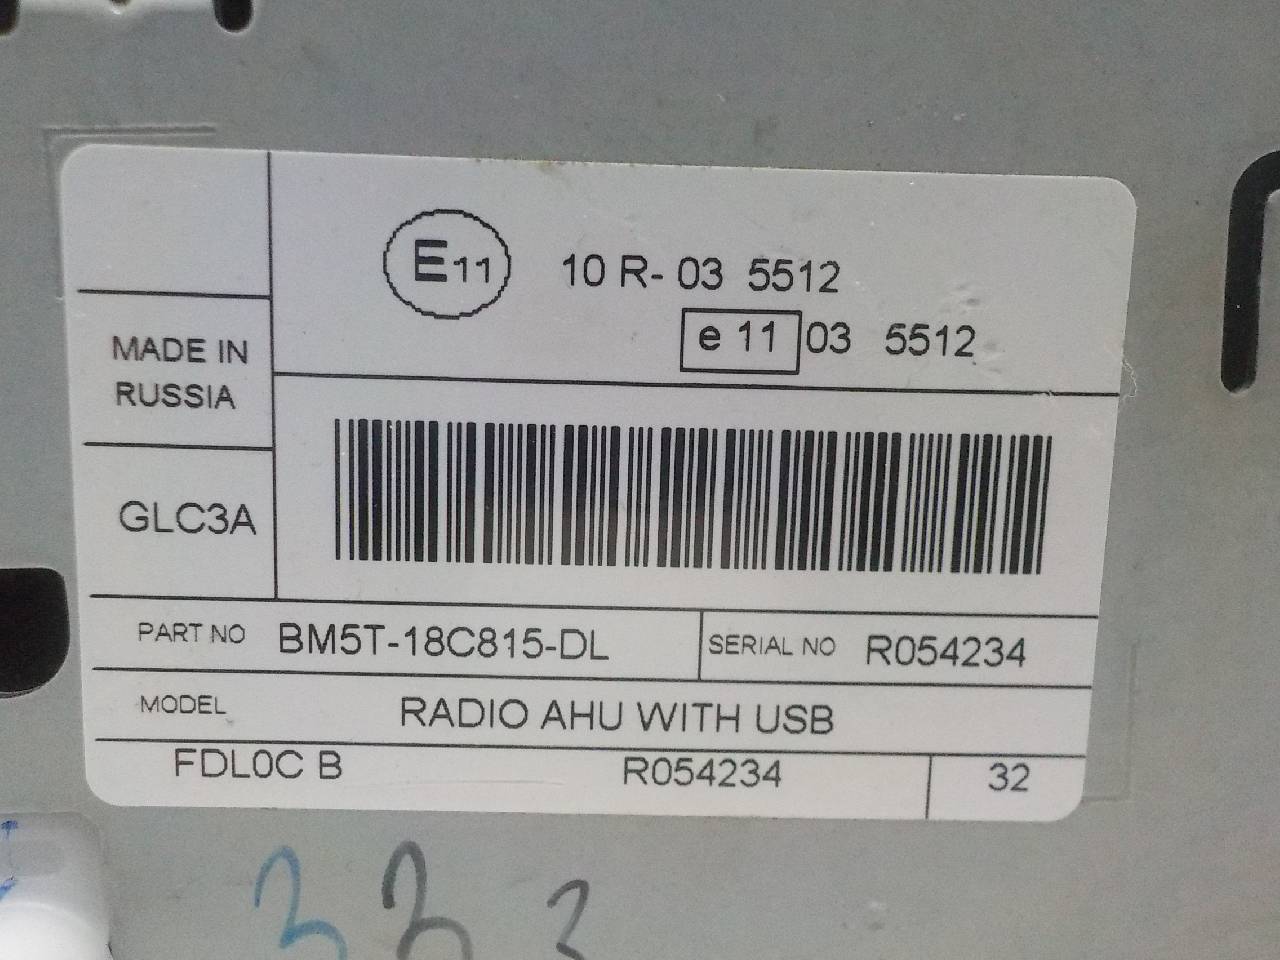 E11 10 R- 03 5512
e 11 03 5512
MADE IN
RUSSIA
GLC3A
PART NO BM5T-18C815-DL SERIAL NO R054234
MODEL RADIO AHU WITH USB
FDL0C B R054234 32